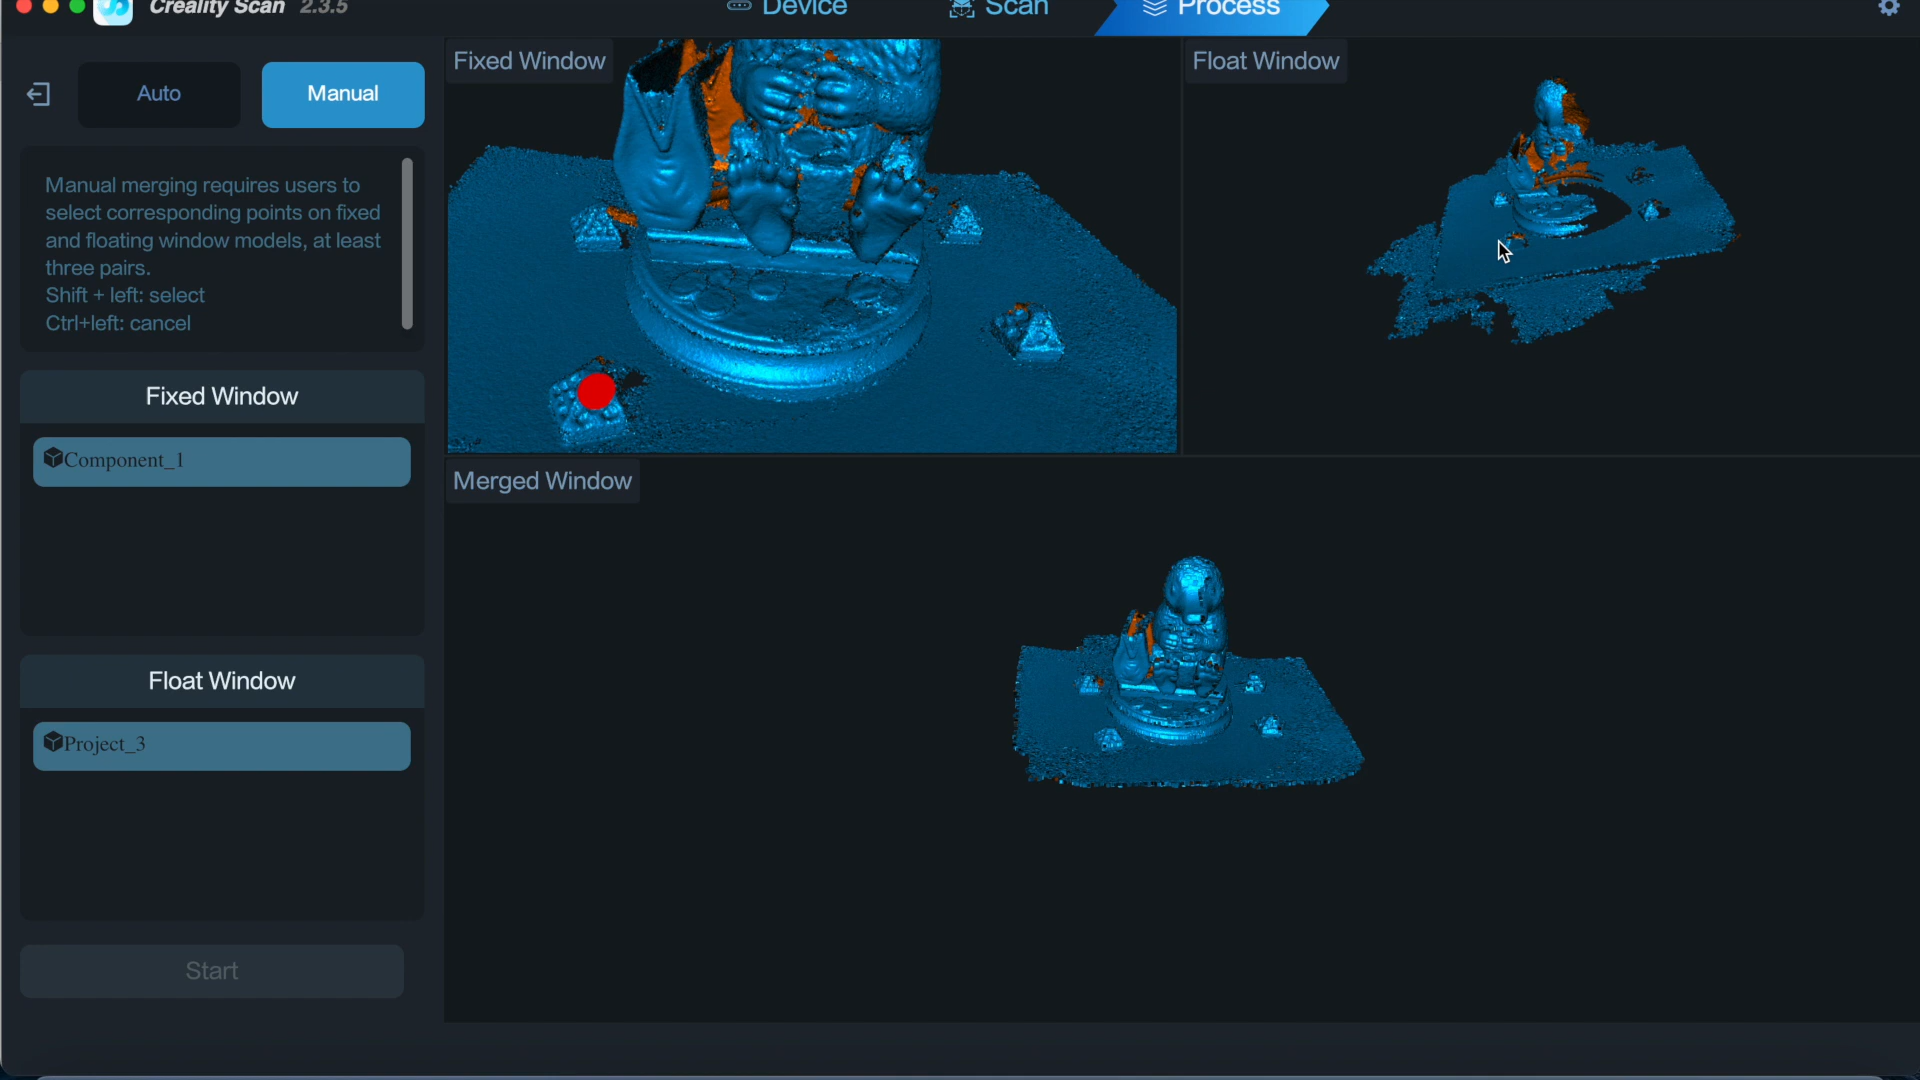 Creality Scan 2.3.5
Device
Scan
Process
Auto
Manual
Manual merging requires users to
select corresponding points on fixed
and floating window models, at least
three pairs.
Shift + left: select
Ctrl+left: cancel
Fixed Window
Component_1
Float Window
Project_3
Start
Fixed Window
Float Window
Merged Window